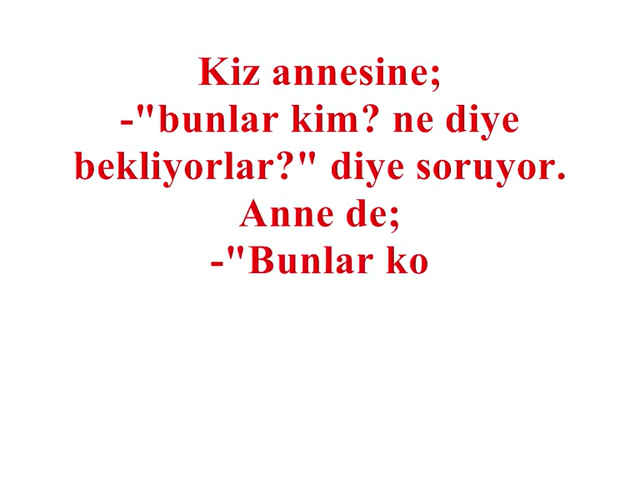 Kiz annesine;
-"bunlar kim? ne diye
bekliyorlar?" diye soruyor.
Anne de;
-"Bunlar ko